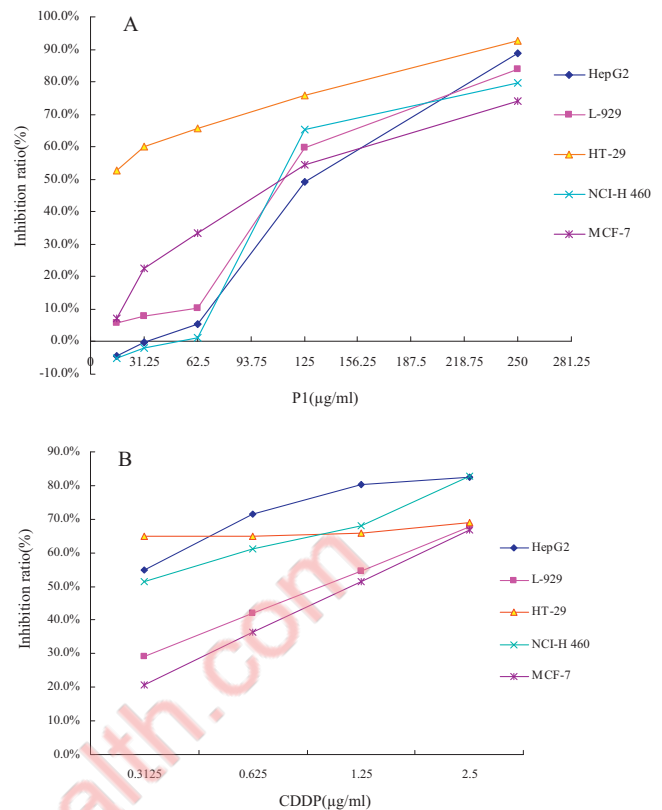 A
100.0%
90.0%
80.0%
70.0%
60.0%
50.0%
40.0%
30.0%
20.0%
10.0%
0.0%
-10.0%
Inhibition ratio(%)
0 31.25 62.5 93.75 125 156.25 187.5 218.75 250 281.25
P1(µg/ml)
HepG2
L-929
HT-29
NCI-H 460
MCF-7
B
90.0%
80.0%
70.0%
60.0%
50.0%
40.0%
30.0%
20.0%
10.0%
0.0%
Inhibition ratio(%)
0.3125 0.625 1.25 2.5
CDDP(µg/ml)
HepG2
L-929
HT-29
NCI-H 460
MCF-7
alth.com